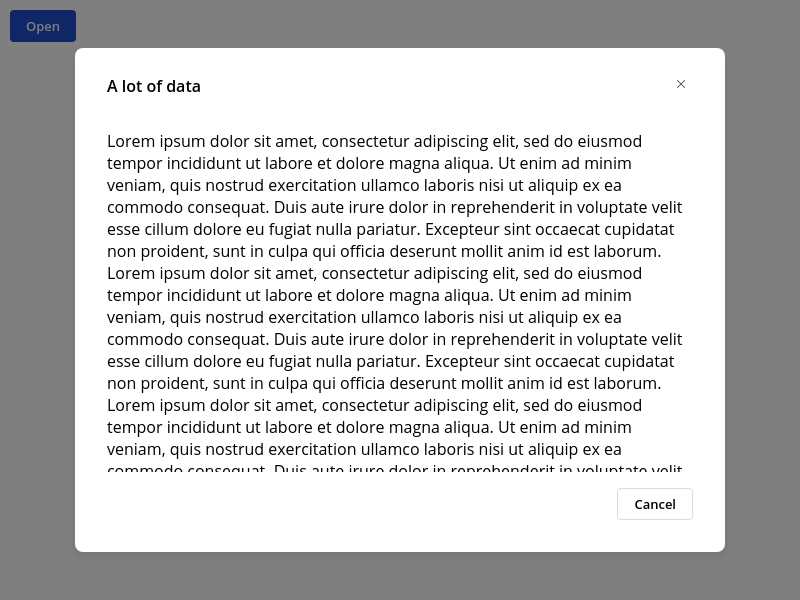 Open
A lot of data
Lorem ipsum dolor sit amet, consectetur adipiscing elit, sed do eiusmod
tempor incididunt ut labore et dolore magna aliqua. Ut enim ad minim
veniam, quis nostrud exercitation ullamco laboris nisi ut aliquip ex ea
commodo consequat. Duis aute irure dolor in reprehenderit in voluptate velit
esse cillum dolore eu fugiat nulla pariatur. Excepteur sint occaecat cupidatat
non proident, sunt in culpa qui officia deserunt mollit anim id est laborum.
Lorem ipsum dolor sit amet, consectetur adipiscing elit, sed do eiusmod
tempor incididunt ut labore et dolore magna aliqua. Ut enim ad minim
veniam, quis nostrud exercitation ullamco laboris nisi ut aliquip ex ea
commodo consequat. Duis aute irure dolor in reprehenderit in voluptate velit
esse cillum dolore eu fugiat nulla pariatur. Excepteur sint occaecat cupidatat
non proident, sunt in culpa qui officia deserunt mollit anim id est laborum.
Lorem ipsum dolor sit amet, consectetur adipiscing elit, sed do eiusmod
tempor incididunt ut labore et dolore magna aliqua. Ut enim ad minim
veniam, quis nostrud exercitation ullamco laboris nisi ut aliquip ex ea
commodo consequat. Duis aute irure dolor in reprehenderit in voluptate velit
Cancel